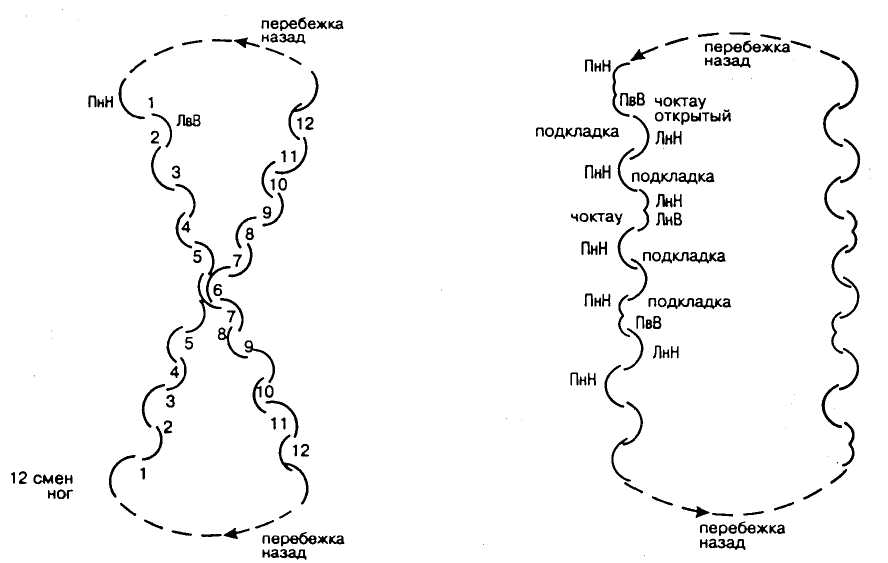 перебежка
назад
ПнН
1
ЛвВ
2
3
4
5
6
7
8
9
10
11
12
5
4
3
2
1
7
8
9
10
11
12
12 смен
ног
перебежка
назад
перебежка
назад
ПнН
ПвВ чоктау
открытый
подкладка ЛнН
ПнН подкладка
ЛнН
чоктау ЛнВ
ПнН
подкладка
ПнН подкладка
ПвВ
ЛнН
ПнН
перебежка
назад